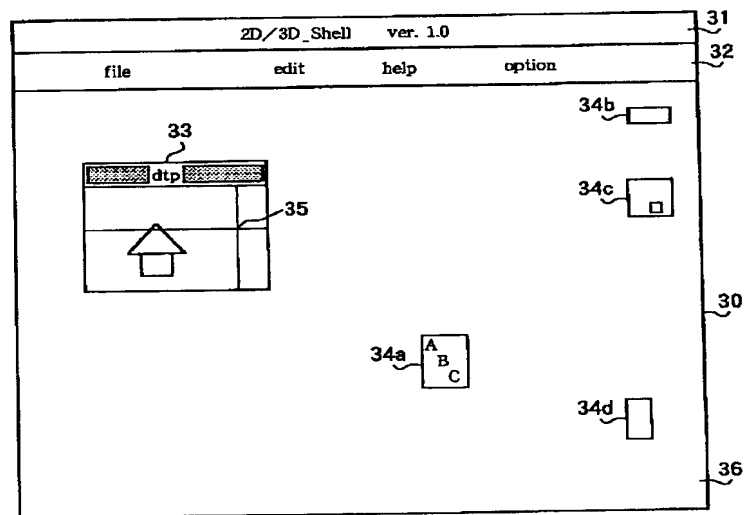 2D/3D_Shell ver. 1.0
31
file edit help option
32
34b
33
dtp
34c
35
30
34a
A
B
C
34d
36